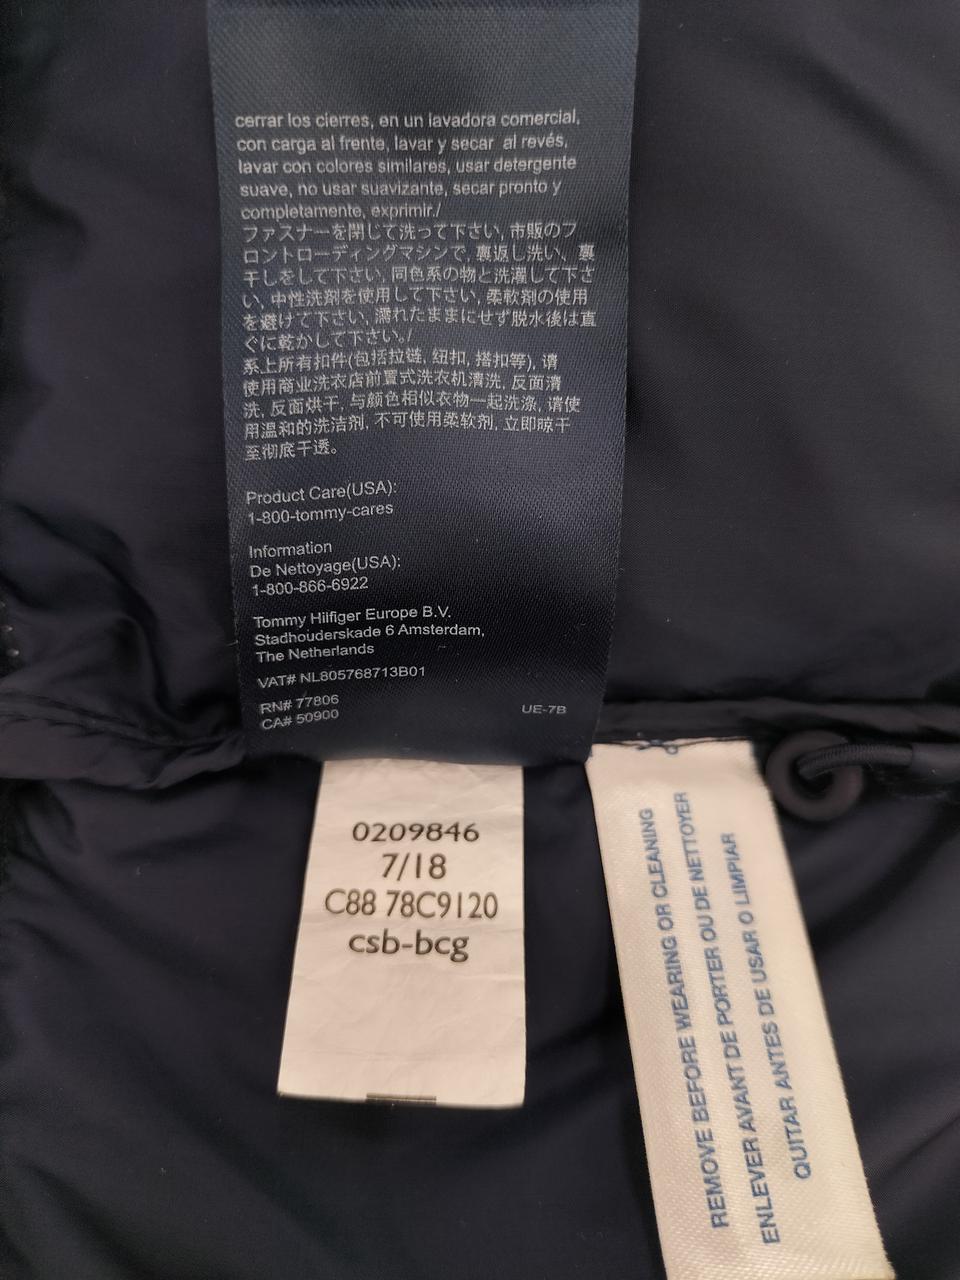 cerrar los cierres, en un lavadora comercial,
con carga al frente, lavar y secar al revés,
lavar con colores similares, usar detergente
suave, no usar suavizante, secar pronto y
completamente, exprimir./
ファスナーを閉じて洗って下さい, 市販のフ
ロントローディングマシンで, 裏返し洗い、裏
干しをして下さい, 同色系の物と洗濯して下さ
い, 中性洗剤を使用して下さい, 柔軟剤の使用
を避けて下さい, 濡れたままにせず脱水後は直
ぐに乾かして下さい./
系上所有扣件(包括拉链, 纽扣, 搭扣等), 请
使用商业洗衣店前置式洗衣机清洗, 反面清
洗, 反面烘干, 与颜色相似衣物一起洗涤, 请使
用温和的洗洁剂, 不可使用柔软剂, 立即晾干
至彻底干透。
Product Care(USA):
1-800-tommy-cares
Information
De Nettoyage(USA):
1-800-866-6922
Tommy Hilfiger Europe B.V.
Stadhouderskade 6 Amsterdam,
The Netherlands
VAT# NL805768713B01
RN# 77806
CA# 50900
UE-7B
0209846
7/18
C88 78C9120
csb-bcg
REMOVE BEFORE WEARING OR CLEANING
ENLEVER AVANT DE PORTER OU DE NETTOYER
QUITAR ANTES DE USAR O LIMPIAR